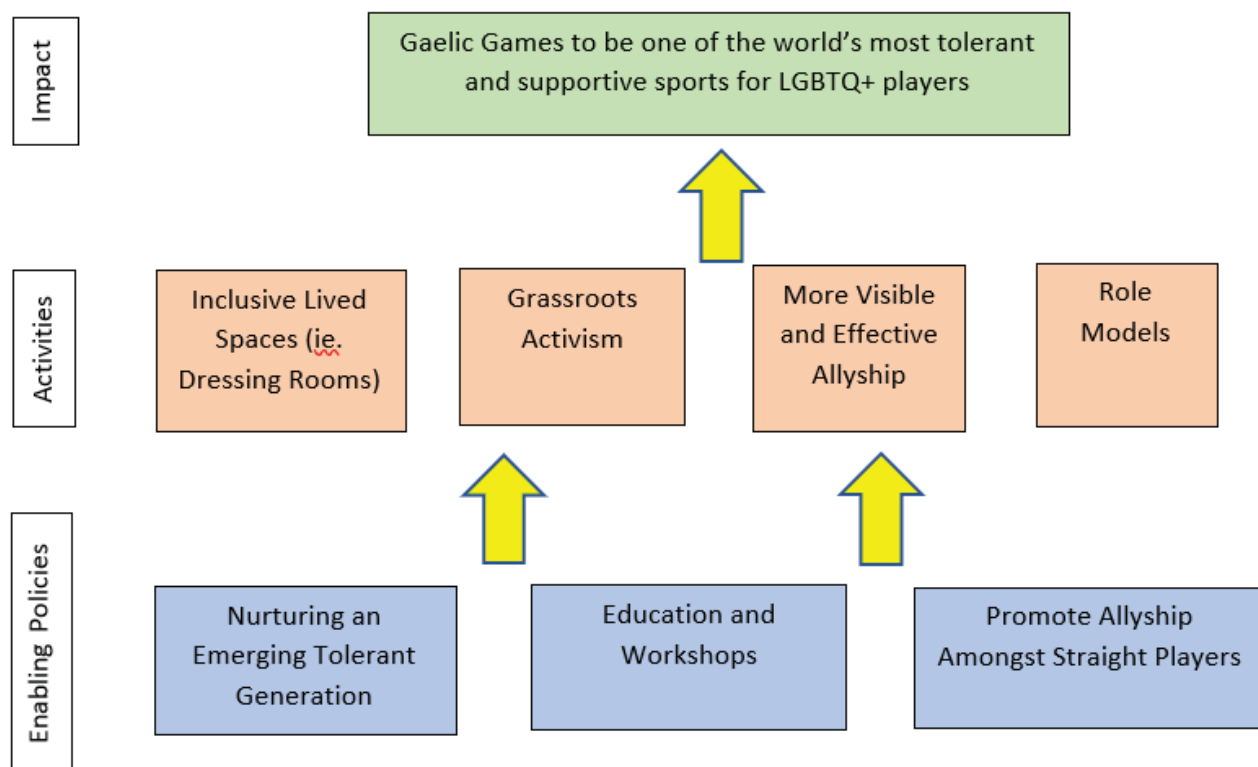 Impact
Gaelic Games to be one of the world’s most tolerant
and supportive sports for LGBTQ+ players
Activities
Inclusive Lived
Spaces (ie.
Dressing Rooms)
Grassroots
Activism
More Visible
and Effective
Allyship
Role
Models
Enabling Policies
Nurturing an
Emerging Tolerant
Generation
Education and
Workshops
Promote Allyship
Amongst Straight Players